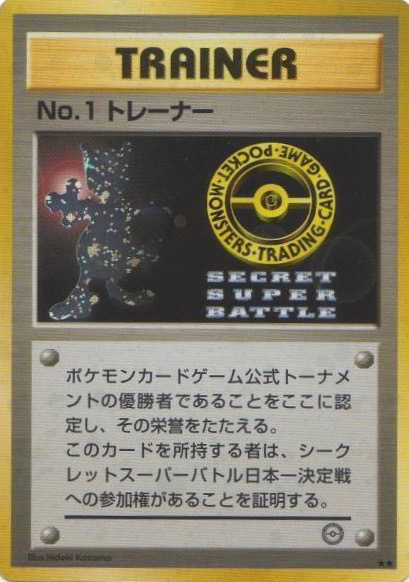 TRAINER
No.1 トレーナー
POCKET MONSTERS TRADING CARD GAME
SECRET
SUPER
BATTLE
ポケモンカードゲーム公式トーナメ
ントの優勝者であることをここに認
定し、その栄誉をたたえる。
このカードを所持する者は、シーク
レットスーパーバトル日本一決定戦
への参加権があることを証明する。
Illus.Hideki Kazama
★★